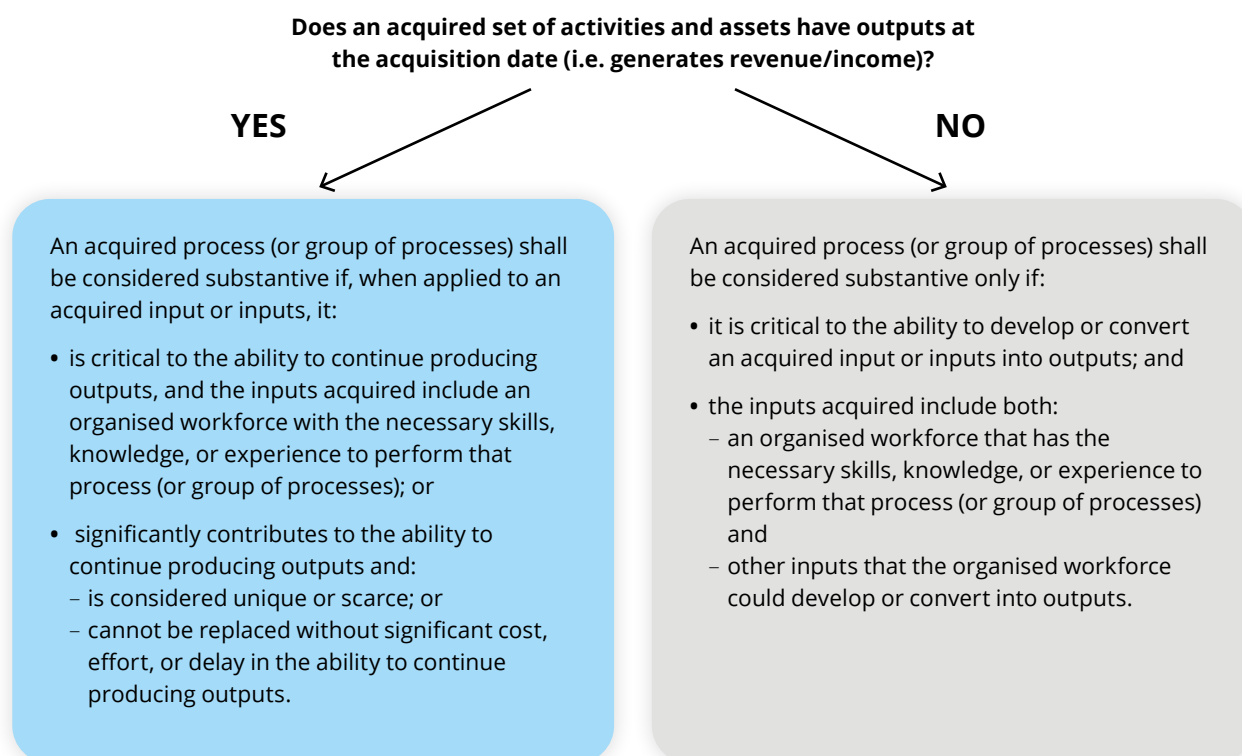 Does an acquired set of activities and assets have outputs at
the acquisition date (i.e. generates revenue/income)?
YES
NO
An acquired process (or group of processes) shall
be considered substantive if, when applied to an
acquired input or inputs, it:
• is critical to the ability to continue producing
outputs, and the inputs acquired include an
organised workforce with the necessary skills,
knowledge, or experience to perform that
process (or group of processes); or
• significantly contributes to the ability to
continue producing outputs and:
– is considered unique or scarce; or
– cannot be replaced without significant cost,
effort, or delay in the ability to continue
producing outputs.
An acquired process (or group of processes) shall
be considered substantive only if:
• it is critical to the ability to develop or convert
an acquired input or inputs into outputs; and
• the inputs acquired include both:
– an organised workforce that has the
necessary skills, knowledge, or experience to
perform that process (or group of processes)
and
– other inputs that the organised workforce
could develop or convert into outputs.